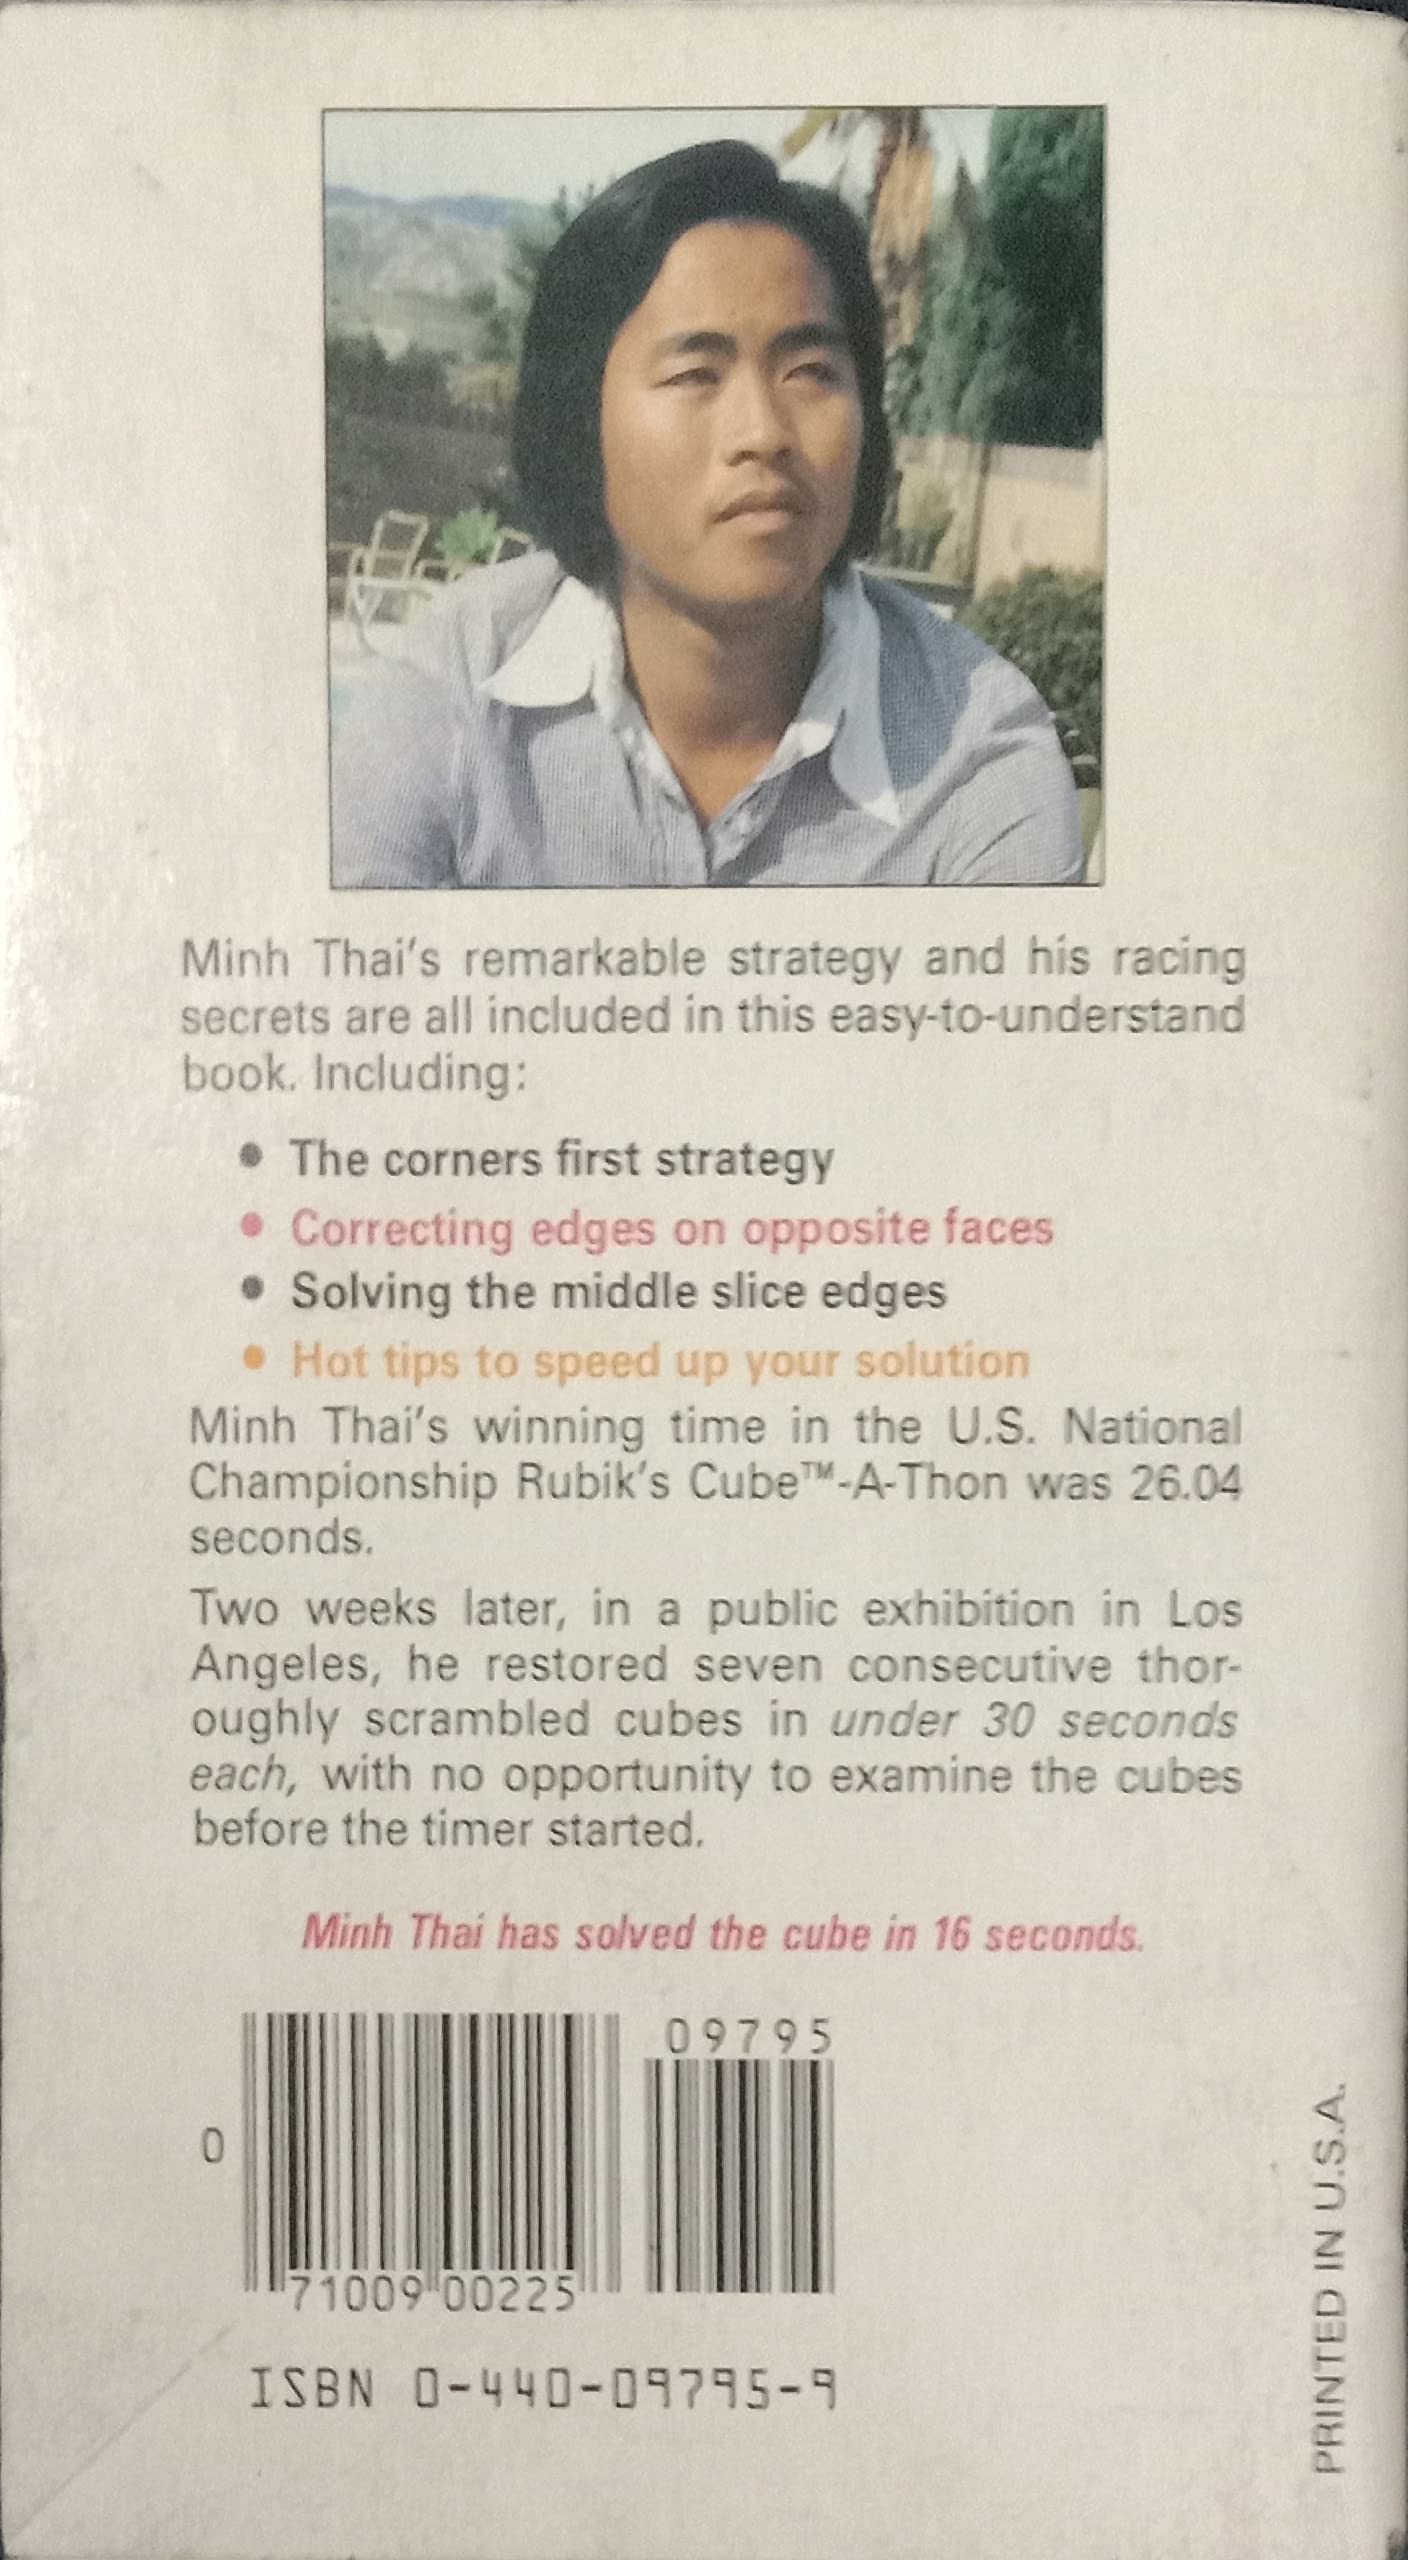 Minh Thai's remarkable strategy and his racing
secrets are all included in this easy-to-understand
book. Including:
• The corners first strategy
• Correcting edges on opposite faces
• Solving the middle slice edges
• Hot tips to speed up your solution
Minh Thai's winning time in the U.S. National
Championship Rubik's Cube™-A-Thon was 26.04
seconds.
Two weeks later, in a public exhibition in Los
Angeles, he restored seven consecutive thor-
oughly scrambled cubes in under 30 seconds
each, with no opportunity to examine the cubes
before the timer started.
Minh Thai has solved the cube in 16 seconds.
09795
0
71009 00225
ISBN 0-440-09795-9
PRINTED IN U.S.A.